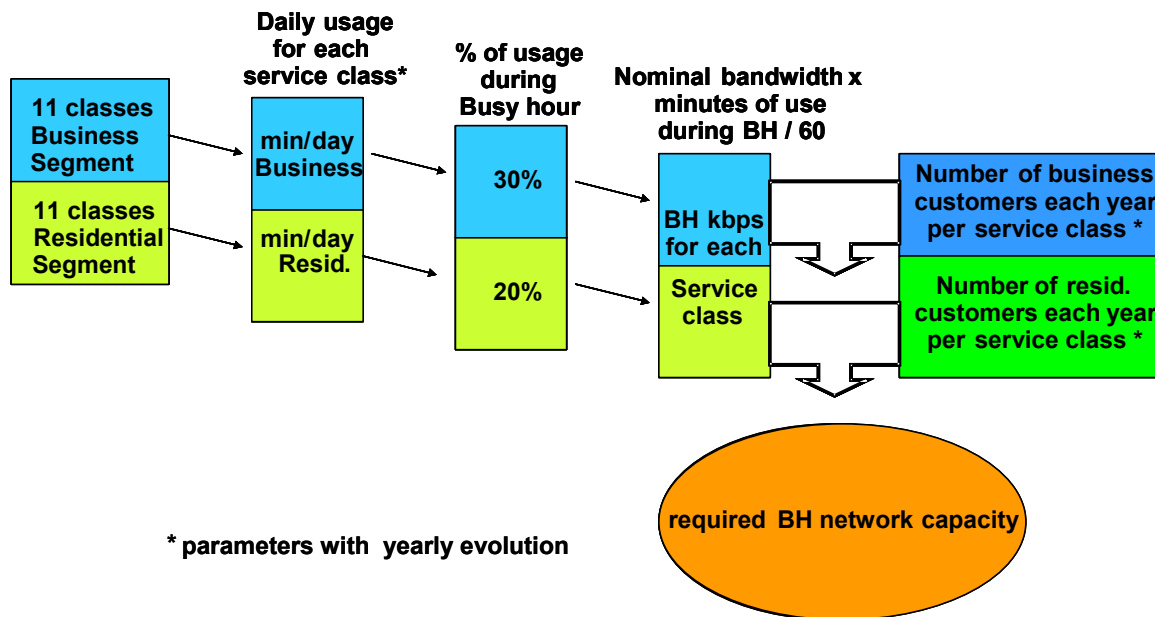 Daily usage
for each
service class*
% of usage
during
Busy hour
Nominal bandwidth x
minutes of use
during BH / 60
11 classes
Business
Segment
11 classes
Residential
Segment
min/day
Business
min/day
Resid.
30%
20%
BH kbps
for each
Service
class
Number of business
customers each year
per service class *
Number of resid.
customers each year
per service class *
required BH network capacity
* parameters with yearly evolution